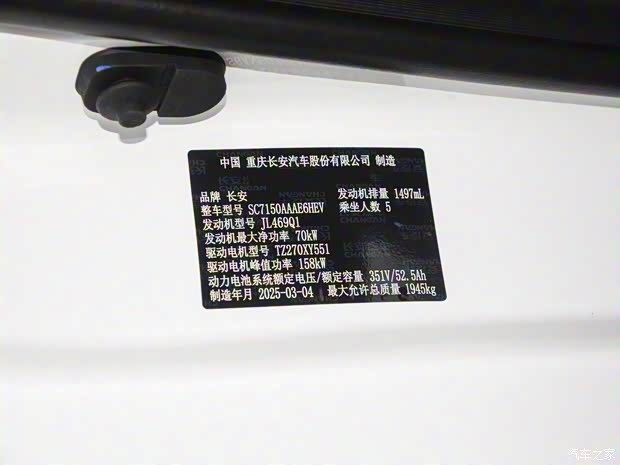 中国 重庆长安汽车股份有限公司 制造
品牌 长安 发动机排量 1497mL
整车型号 SC7150AAAE6HEV 乘坐人数 5
发动机型号 JL469Q1
发动机最大净功率 70kW
驱动电机型号 TZ270XY551
驱动电机峰值功率 158kW
动力电池系统额定电压/额定容量 351V/52.5Ah
制造年月 2025-03-04 最大允许总质量 1945kg
汽车之家